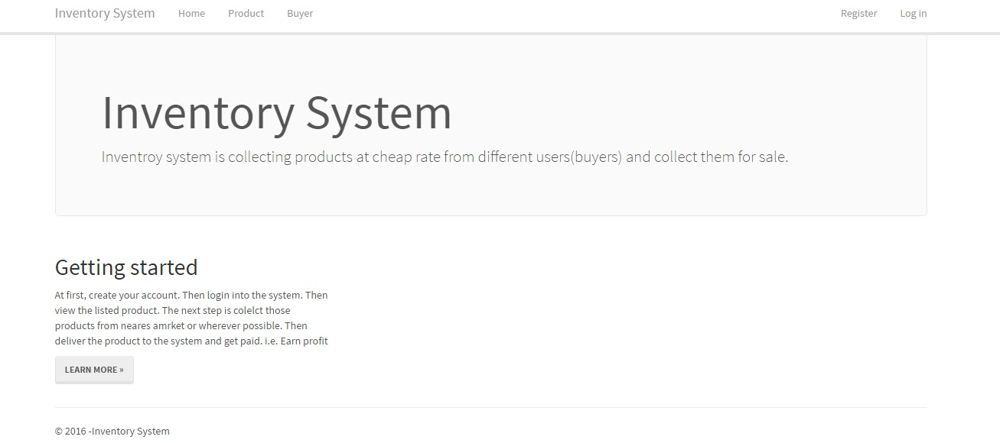 Inventory System Home Product Buyer Register Log in
Inventory System
Inventroy system is collecting products at cheap rate from different users(buyers) and collect them for sale.
Getting started
At first, create your account. Then login into the system. Then
view the listed product. The next step is colelct those
products from neares amrket or wherever possible. Then
deliver the product to the system and get paid. i.e. Earn profit
LEARN MORE »
© 2016 -Inventory System